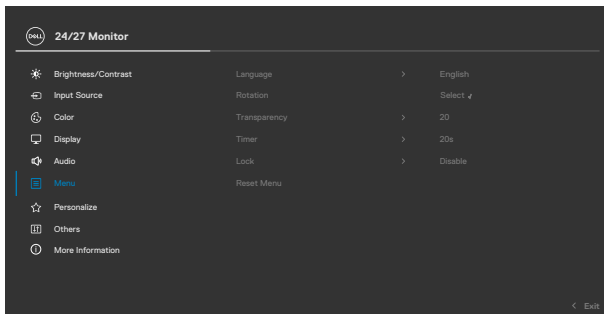 DELL 24/27 Monitor
Brightness/Contrast Language > English
Input Source Rotation Select
Color Transparency > 20
Display Timer > 20s
Audio Lock > Disable
Menu Reset Menu
Personalize
Others
More Information
< Exit